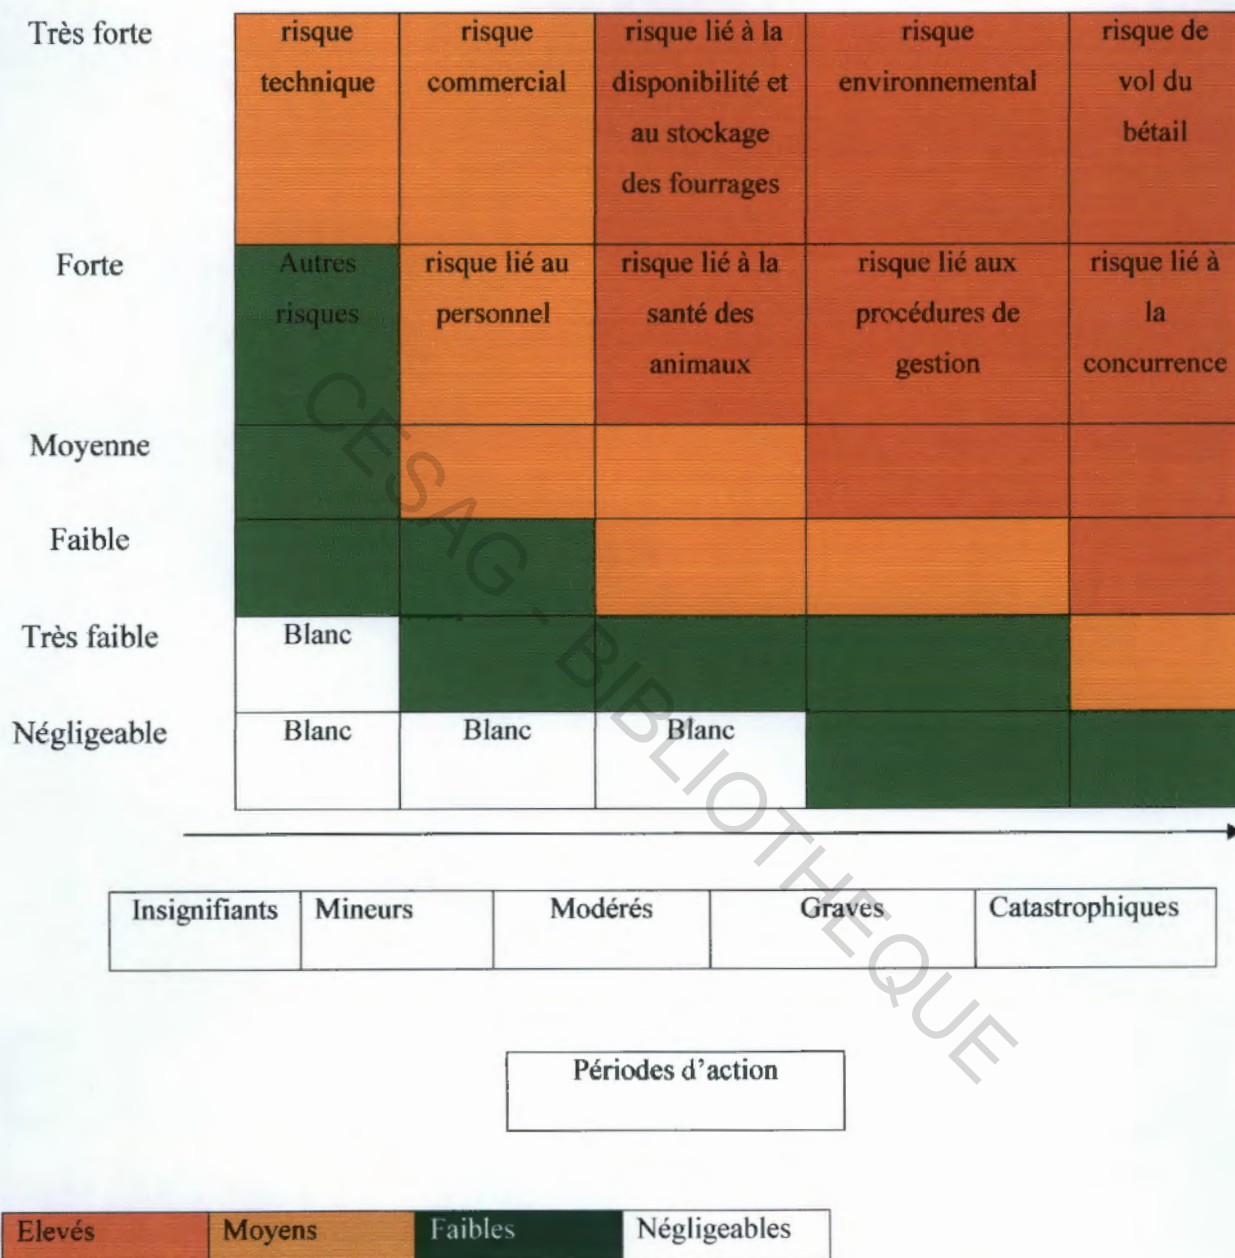 Très forte
risque
technique
risque
commercial
risque lié à la
disponibilité et
au stockage
des fourrages
risque
environnemental
risque de
vol du
bétail
Forte
Autres
risques
risque lié au
personnel
risque lié à la
santé des
animaux
risque lié aux
procédures de
gestion
risque lié à
la
concurrence
Moyenne
Faible
Très faible
Blanc
Négligeable
Blanc
Blanc
Blanc
Insignifiants
Mineurs
Modérés
Graves
Catastrophiques
Périodes d’action
Elevés
Moyens
Faibles
Négligeables
CESAG - BIBLIOTHEQUE